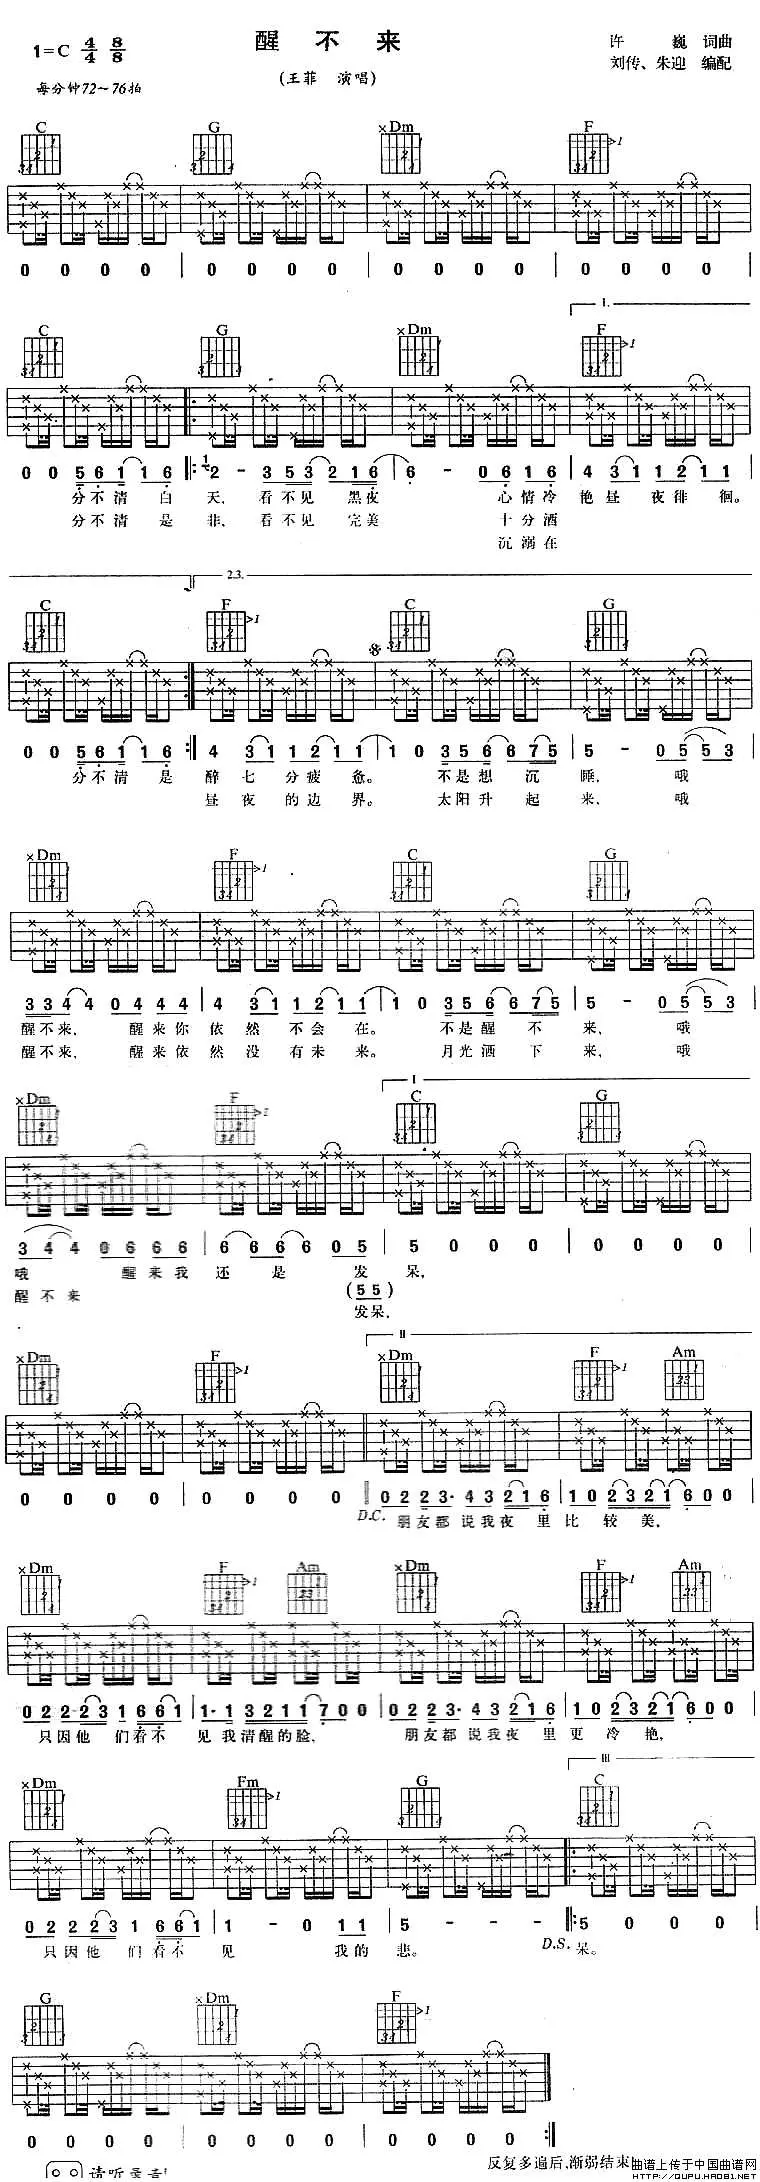 醒 不 来
1=C 4/4 8/8
许 巍 词曲
刘传、朱迎 编配
每分钟72～76拍
(王菲 演唱)
C G ×Dm F
0 0 0 0 | 0 0 0 0 | 0 0 0 0 | 0 0 0 0 |
I.
C G ×Dm F
0 0 5 6 1 1 6 ‖: 2 - 3 5 3 2 1 6 | 6 - 0 6 1 6 | 4 3 1 1 2 1 1 |
分不清 白 天, 看不见 黑夜 心情冷 艳昼 夜徘 徊。
分不清 是 非, 看不见 完美 十分酒
沉溺在
2.3.
C F C G
0 0 5 6 1 1 6 :‖ 4 3 1 1 2 1 1 | 1 0 3 5 6 6 7 5 | 5 - 0 5 5 3 |
分不清 是 醉 七 分疲 惫。 不是想 沉 睡, 哦
昼 夜 的边 界。 太阳升 起 来, 哦
×Dm F C G
3 3 4 4 0 4 4 4 | 4 3 1 1 2 1 1 | 1 0 3 5 6 6 7 5 | 5 - 0 5 5 3 |
醒不来, 醒来你 依 然 不会 在。 不是醒 不 来, 哦
醒不来, 醒来依 然 没 有未 来。 月光洒 下 来, 哦
I
×Dm F C G
3 4 4 0 6 6 6 | 6 6 6 6 0 5 | 5 0 0 0 | 0 0 0 0 |
哦 醒来我 还 是 发 呆,
醒不来 (5 5)
发呆,
II
×Dm F ×Dm F Am
0 0 0 0 | 0 0 0 0 ‖ 0 2 2 2 3· 4 3 2 1 6 | 1 0 2 3 2 1 6 0 0 |
D.C. 朋友都 说我夜 里 比 较 美,
×Dm F Am ×Dm F Am
0 2 2 2 2 3 1 6 6 1 | 1· 1 3 2 1 1 7 0 0 | 0 2 2 3· 4 3 2 1 6 | 1 0 2 3 2 1 6 0 0 |
只因他 们看不 见 我清醒的脸, 朋友都 说我夜 里 更 冷 艳,
III
×Dm Fm G C
0 2 2 2 2 3 1 6 6 1 | 1 - 0 1 1 | 5 - - - ‖: 5 0 0 0 |
只因他 们看不 见 我的 悲。 D.S. 呆。
G ×Dm F
0 0 0 0 | 0 0 0 0 | 0 0 0 0 :‖
反复多遍后,渐弱结束
请听录音!
曲谱上传于中国曲谱网
HTTP://QUPU.HAO81.NET